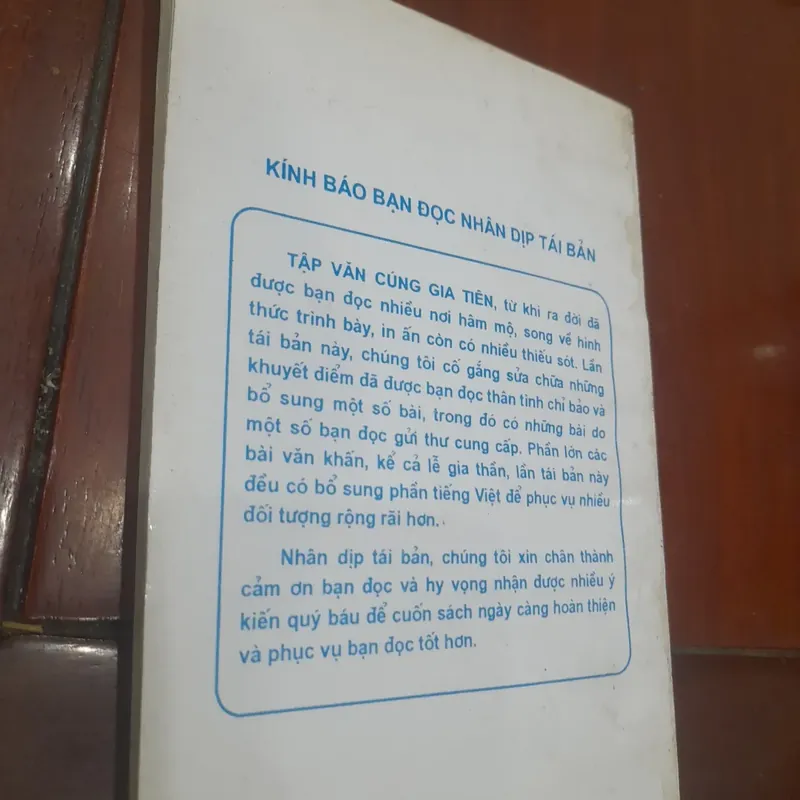 KÍNH BÁO BẠN ĐỌC NHÂN DỊP TÁI BẢN
TẬP VĂN CÚNG GIA TIÊN, từ khi ra đời đã
được bạn đọc nhiều nơi hâm mộ, song về hình
thức trình bày, in ấn còn có nhiều thiếu sót. Lần
tái bản này, chúng tôi cố gắng sửa chữa những
khuyết điểm đã được bạn đọc thân tình chỉ bảo và
bổ sung một số bài, trong đó có những bài do
một số bạn đọc gửi thư cung cấp. Phần lớn các
bài văn khấn, kể cả lễ gia thần, lần tái bản này
đều có bổ sung phần tiếng Việt để phục vụ nhiều
đối tượng rộng rãi hơn.
Nhân dịp tái bản, chúng tôi xin chân thành
cảm ơn bạn đọc và hy vọng nhận được nhiều ý
kiến quý báu để cuốn sách ngày càng hoàn thiện
và phục vụ bạn đọc tốt hơn.